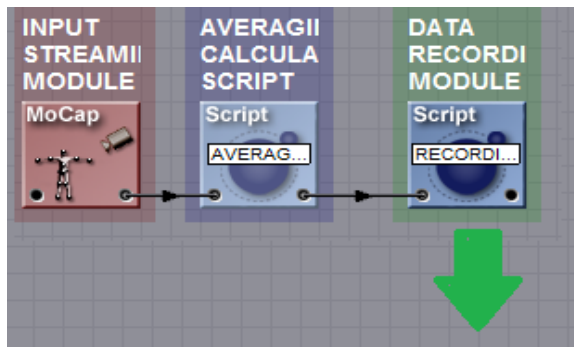 INPUT
STREAMII
MODULE
MoCap
AVERAGII
CALCULA
SCRIPT
Script
AVERAG...
DATA
RECORDI
MODULE
Script
RECORDI...